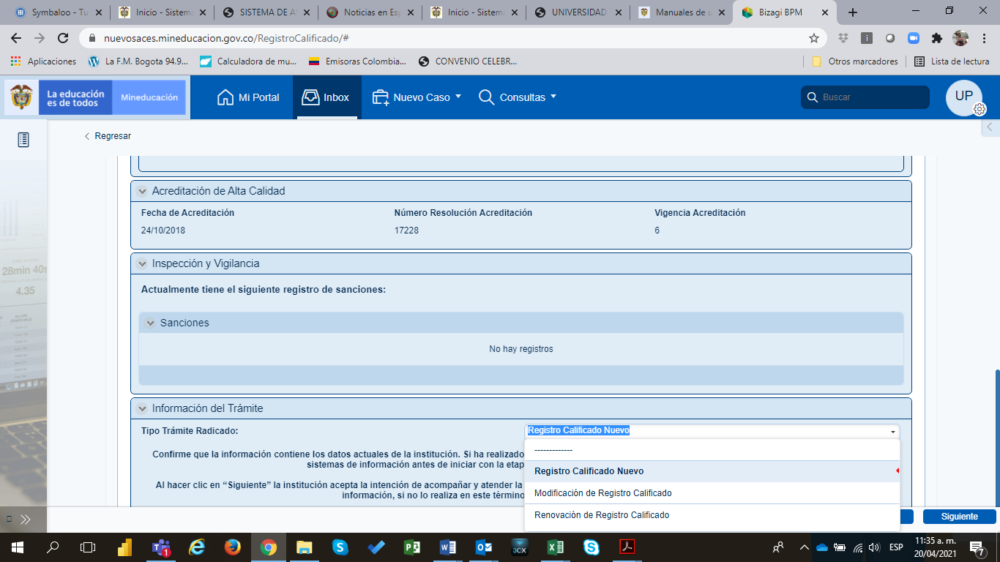 Symbaloo - Tu
Inicio - Sistema
SISTEMA DE A
Noticias en Esp
Inicio - Sistema
UNIVERSIDAD
Manuales de u
Bizagi BPM
nuevosaces.mineducacion.gov.co/RegistroCalificado/#
Aplicaciones
La F.M. Bogota 94.9...
Calculadora de mu...
Emisoras Colombia...
CONVENIO CELEBR...
Otros marcadores
Lista de lectura
La educación
es de todos
Mineducación
Mi Portal
Inbox
Nuevo Caso
Consultas
Buscar
UP
Regresar
Acreditación de Alta Calidad
Fecha de Acreditación
Número Resolución Acreditación
Vigencia Acreditación
24/10/2018
17228
6
Inspección y Vigilancia
28min 40s
4.35
Actualmente tiene el siguiente registro de sanciones:
Sanciones
No hay registros
Información del Trámite
Tipo Trámite Radicado:
Registro Calificado Nuevo
-------------
Registro Calificado Nuevo
Modificación de Registro Calificado
Renovación de Registro Calificado
Confirme que la información contiene los datos actuales de la institución. Si ha realizado
sistemas de información antes de iniciar con la etap
Al hacer clic en “Siguiente” la institución acepta la intención de acompañar y atender la
información, si no lo realiza en este término
Siguiente
1
3CX
ESP
11:35 a. m.
20/04/2021
7